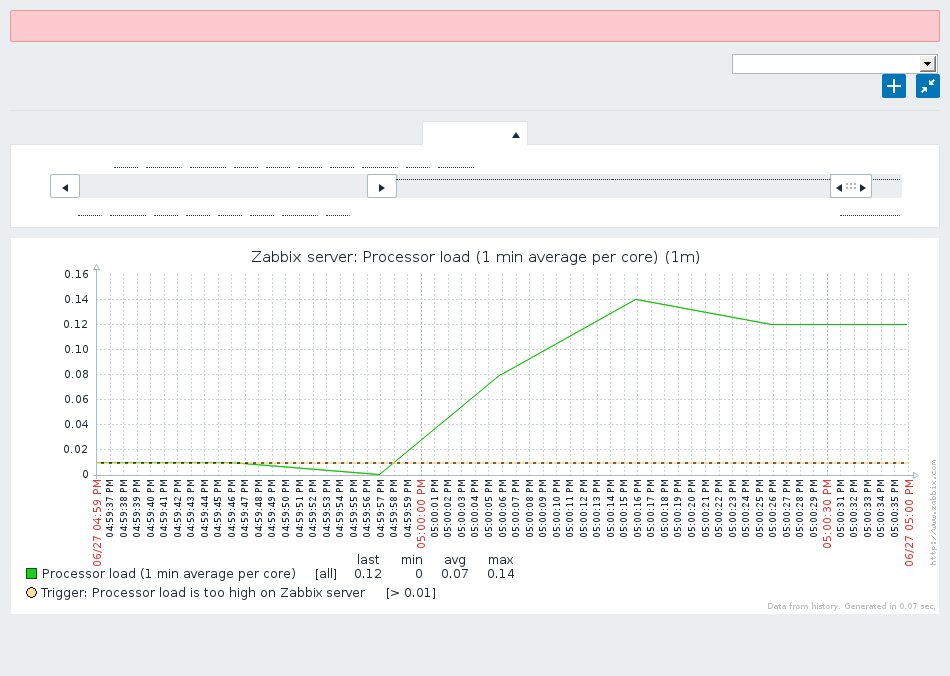 Zabbix server: Processor load (1 min average per core) (1m)
0.16
0.14
0.12
0.10
0.08
0.06
0.04
0.02
0
06/27 04:59 PM
04:59:37 PM
04:59:38 PM
04:59:39 PM
04:59:40 PM
04:59:41 PM
04:59:42 PM
04:59:43 PM
04:59:44 PM
04:59:45 PM
04:59:46 PM
04:59:47 PM
04:59:48 PM
04:59:49 PM
04:59:50 PM
04:59:51 PM
04:59:52 PM
04:59:53 PM
04:59:54 PM
04:59:55 PM
04:59:56 PM
04:59:57 PM
04:59:58 PM
04:59:59 PM
05:00:00 PM
05:00:01 PM
05:00:02 PM
05:00:03 PM
05:00:04 PM
05:00:05 PM
05:00:06 PM
05:00:07 PM
05:00:08 PM
05:00:09 PM
05:00:10 PM
05:00:11 PM
05:00:12 PM
05:00:13 PM
05:00:14 PM
05:00:15 PM
05:00:16 PM
05:00:17 PM
05:00:18 PM
05:00:19 PM
05:00:20 PM
05:00:21 PM
05:00:22 PM
05:00:23 PM
05:00:24 PM
05:00:25 PM
05:00:26 PM
05:00:27 PM
05:00:28 PM
05:00:29 PM
05:00:30 PM
05:00:31 PM
05:00:32 PM
05:00:33 PM
05:00:34 PM
05:00:35 PM
06/27 05:00 PM
http://www.zabbix.com
last min avg max
Processor load (1 min average per core) [all] 0.12 0 0.07 0.14
Trigger: Processor load is too high on Zabbix server [> 0.01]
Data from history. Generated in 0.07 sec.